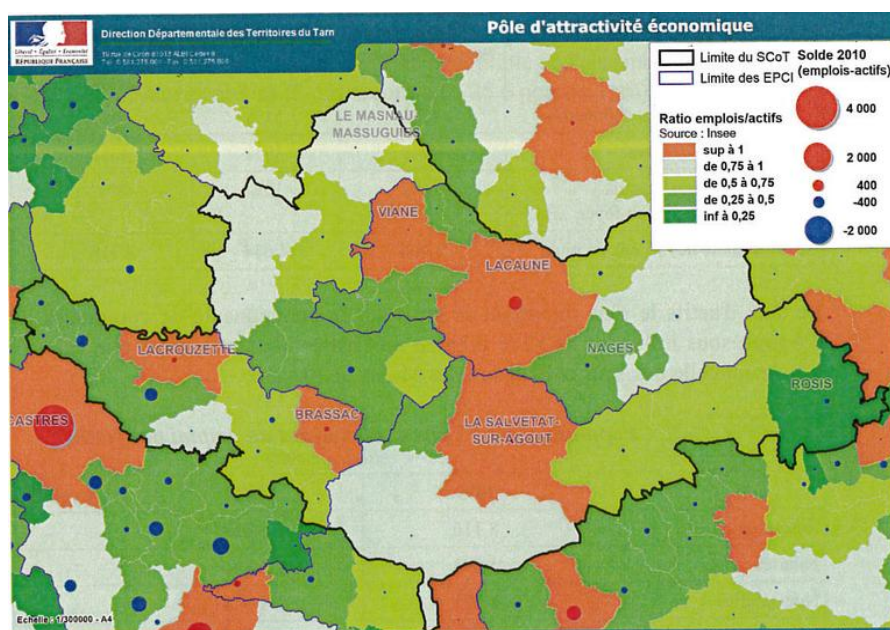 Direction Départementales des Territoires du Tarn
Pôle d'attractivité économique
Liberté • Égalité • Fraternité
RÉPUBLIQUE FRANÇAISE
Limite du SCoT
Limite des EPCI
Ratio emplois/actifs
Source : Insee
sup à 1
de 0,75 à 1
de 0,5 à 0,75
de 0,25 à 0,5
inf à 0,25
Solde 2010
(emplois-actifs)
4 000
2 000
400
-400
-2 000
LE MASNAU
MASSUGUIES
VIANE
LACAUNE
LACROUZETTE
NAGES
ROSIS
CASTRES
BRASSAC
LA SALVETAT-
SUR-AGOUT
Echelle : 1/300000 - A4